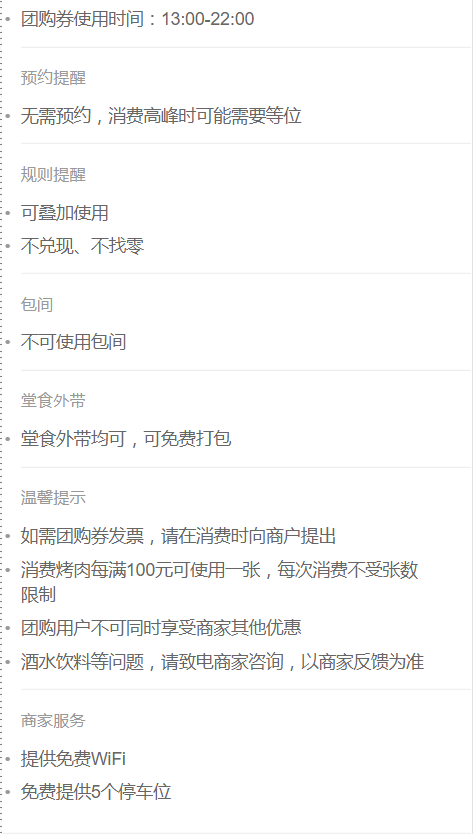 团购券使用时间：13:00-22:00
预约提醒
无需预约，消费高峰时可能需要等位
规则提醒
可叠加使用
不兑现、不找零
包间
不可使用包间
堂食外带
堂食外带均可，可免费打包
温馨提示
如需团购券发票，请在消费时向商户提出
消费烤肉每满100元可使用一张，每次消费不受张数
限制
团购用户不可同时享受商家其他优惠
酒水饮料等问题，请致电商家咨询，以商家反馈为准
商家服务
提供免费WiFi
免费提供5个停车位